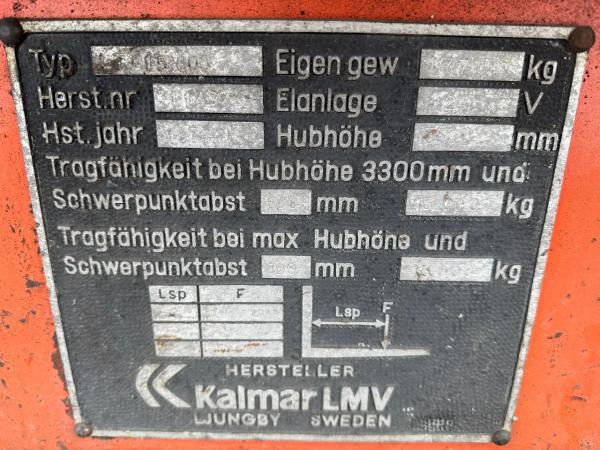 Typ Eigen gew kg
Herst.nr Elanlage V
Hst.jahr Hubhöhe mm
Tragfähigkeit bei Hubhöhe 3300mm und
Schwerpunktabst mm kg
Tragfähigkeit bei max Hubhöhe und
Schwerpunktabst mm kg
Lsp F
Lsp F
HERSTELLER
Kalmar LMV
LJUNGBY SWEDEN